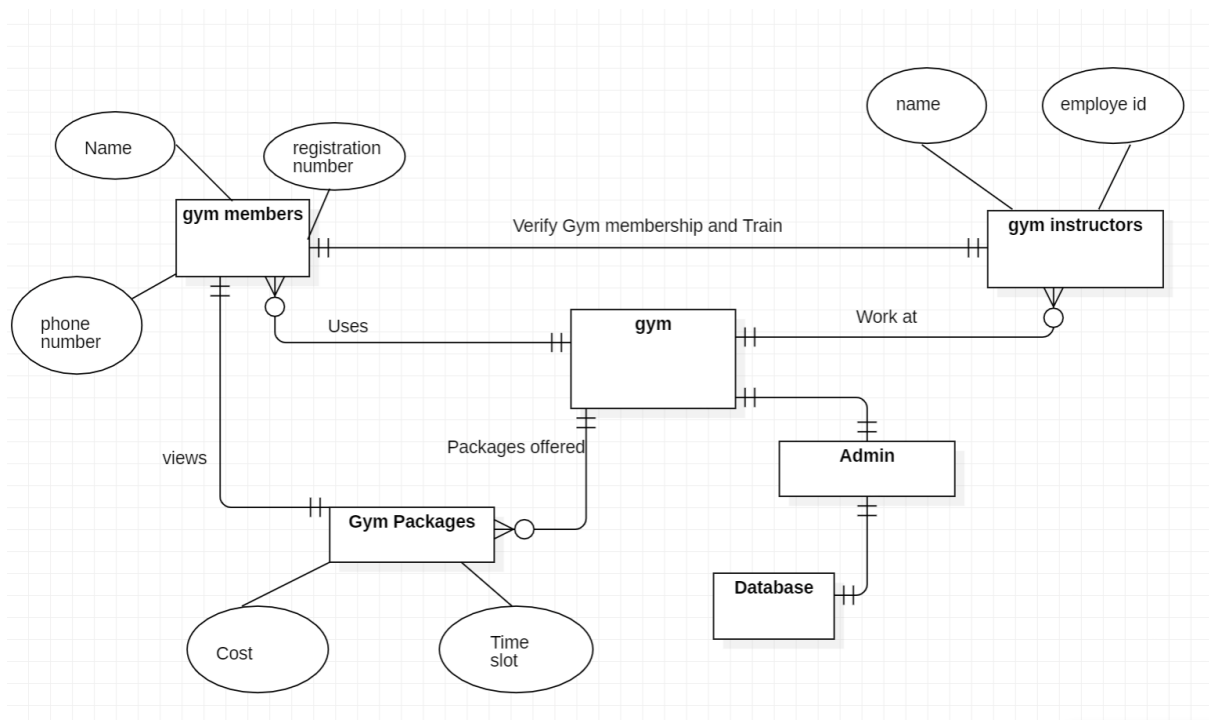 name
employe id
Name
registration
number
gym members
Verify Gym membership and Train
gym instructors
phone
number
Uses
gym
Work at
views
Packages offered
Admin
Gym Packages
Database
Cost
Time
slot